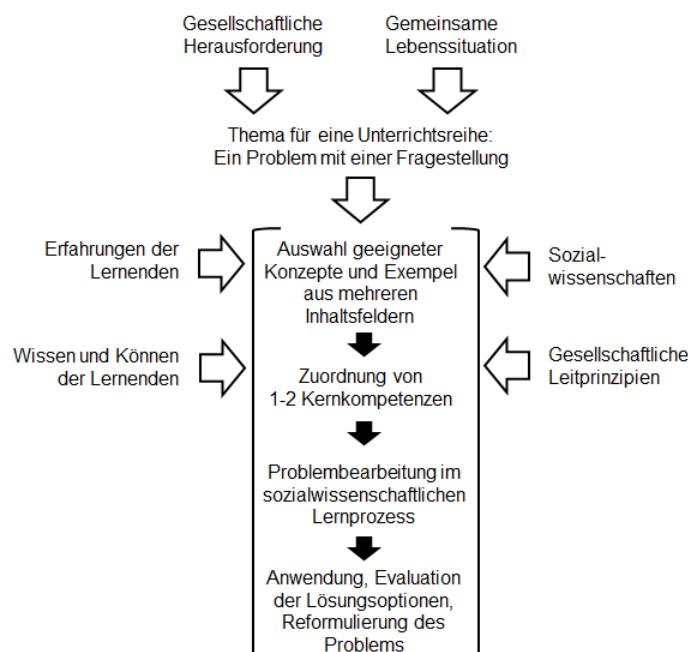 Gesellschaftliche
Herausforderung
Gemeinsame
Lebenssituation
Thema für eine Unterrichtsreihe:
Ein Problem mit einer Fragestellung
Erfahrungen der
Lernenden
Auswahl geeigneter
Konzepte und Exempel
aus mehreren
Inhaltsfeldern
Sozial-
wissenschaften
Wissen und Können
der Lernenden
Zuordnung von
1-2 Kernkompetenzen
Gesellschaftliche
Leitprinzipien
Problembearbeitung im
sozialwissenschaftlichen
Lernprozess
Anwendung, Evaluation
der Lösungsoptionen,
Reformulierung des
Problems